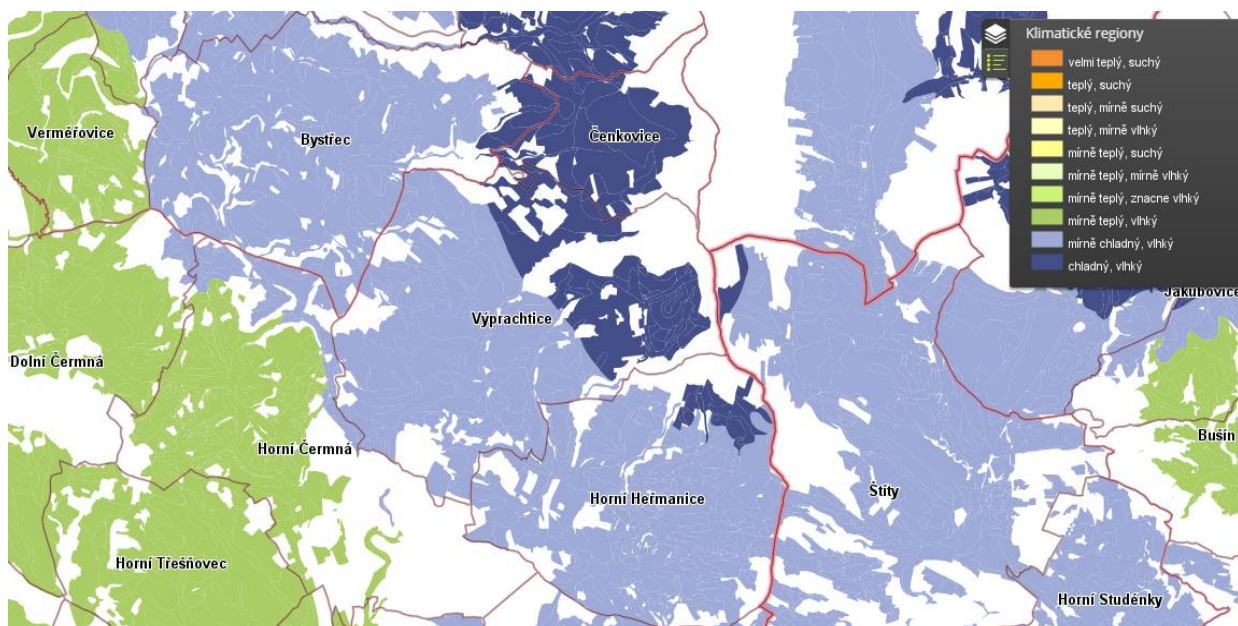 Klimatické regiony
velmi teplý, suchý
teplý, suchý
teplý, mírně suchý
teplý, mírně vlhký
mírně teplý, suchý
mírně teplý, mírně vlhký
mírně teplý, znacne vlhký
mírně teplý, vlhký
mírně chladný, vlhký
chladný, vlhký
Verměřovice
Bystřec
Čenkovice
Jakubovice
Výprachtice
Dolní Čermná
Horní Čermná
Bušín
Horní Heřmanice
Štíty
Horní Třešňovec
Horní Studénky